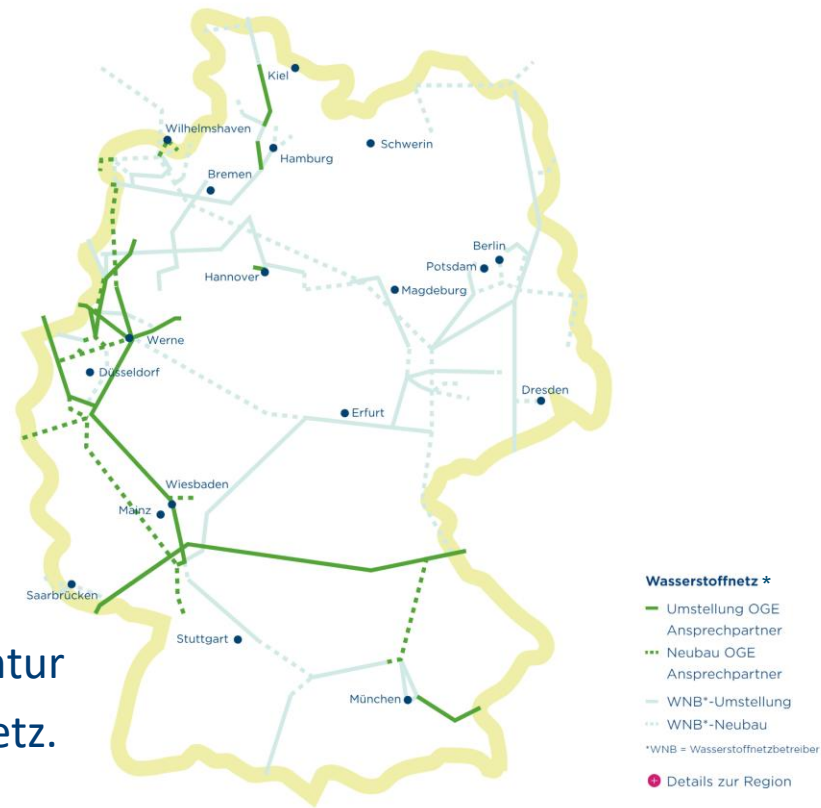 Kiel
Wilhelmshaven
Schwerin
Hamburg
Bremen
Berlin
Potsdam
Hannover
Magdeburg
Werne
Düsseldorf
Dresden
Erfurt
Wiesbaden
Mainz
Saarbrücken
Stuttgart
München
etz.
Wasserstoffnetz *
Umstellung OGE
Ansprechpartner
Neubau OGE
Ansprechpartner
WNB*-Umstellung
WNB*-Neubau
*WNB = Wasserstoffnetzbetreiber
Details zur Region